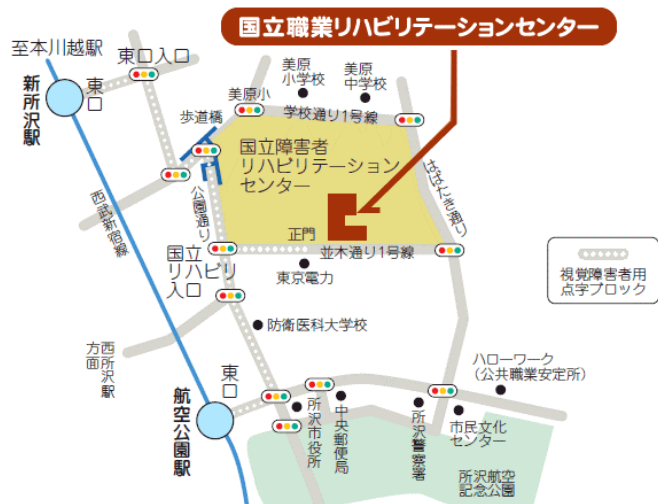 国立職業リハビリテーションセンター
至本川越駅
東口入口
東口
新所沢駅
美原
小学校
美原
中学校
美原小
学校通り1号線
歩道橋
国立障害者
リハビリテーション
センター
はばたき通り
公園通り
西武新宿線
正門
並木通り1号線
国立
リハビリ
入口
東京電力
視覚障害者用
点字ブロック
防衛医科大学校
西所沢駅
方面
ハローワーク
(公共職業安定所)
東口
航空公園駅
所沢市役所
中央郵便局
所沢警察署
市民文化
センター
所沢航空
記念公園